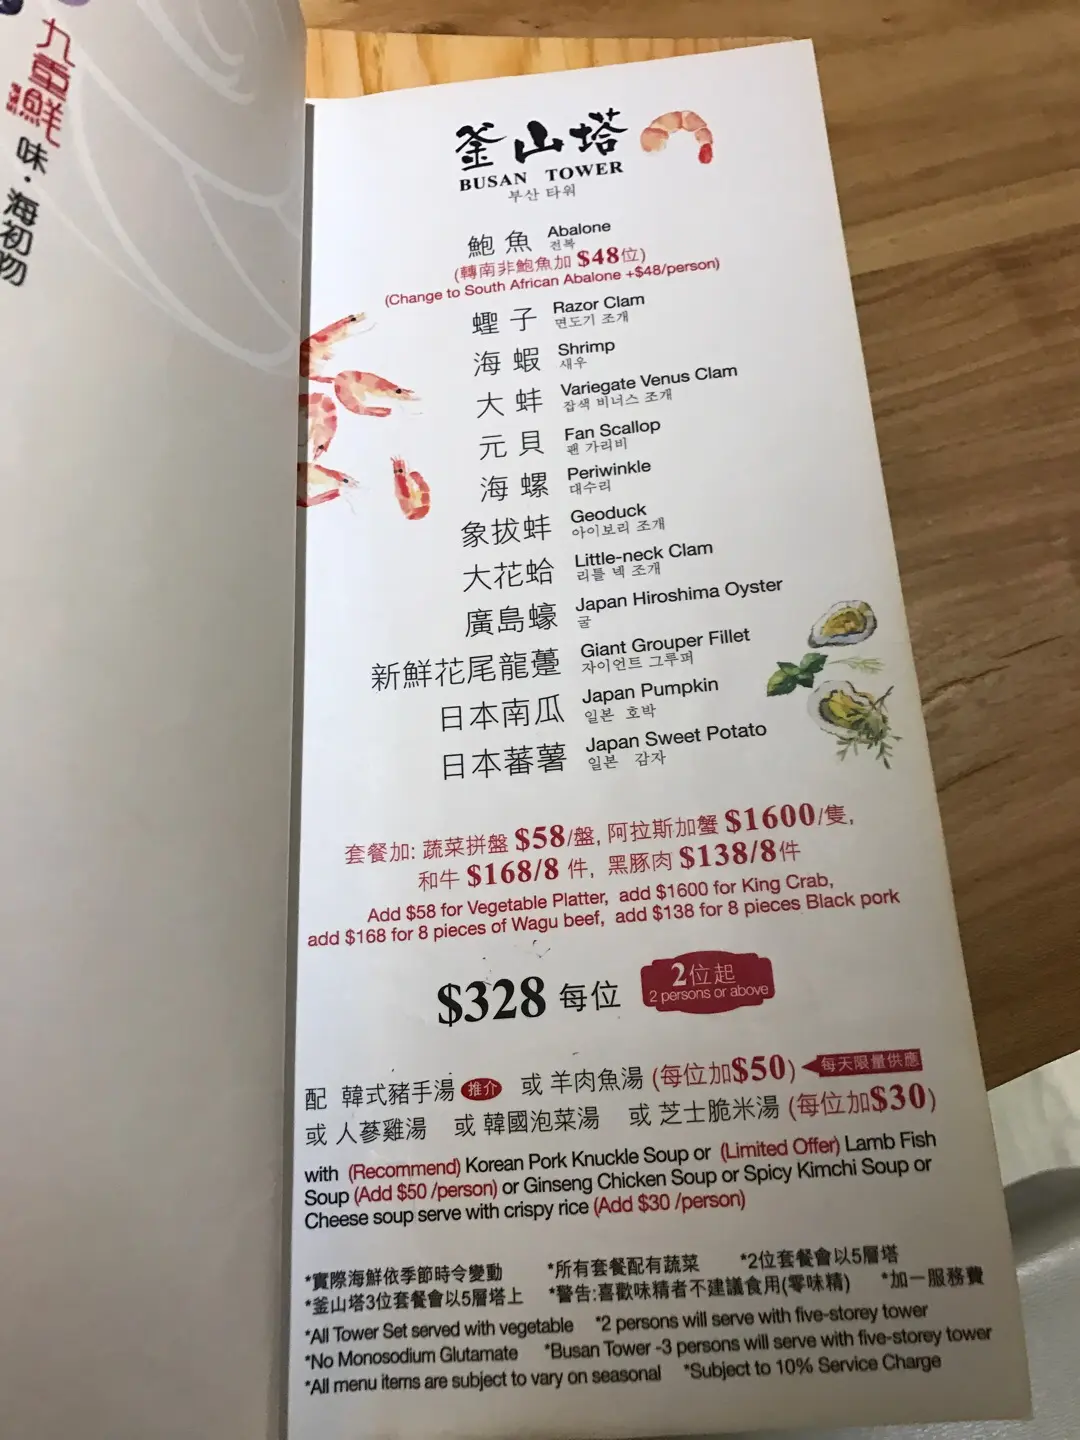 九重鮮
味・海初吻
釜山塔
BUSAN TOWER
부산 타워
鮑魚 Abalone
전복
(轉南非鮑魚加 $48位)
(Change to South African Abalone +$48/person)
蟶子 Razor Clam
면도기 조개
海蝦 Shrimp
새우
大蚌 Variegate Venus Clam
잡색 비너스 조개
元貝 Fan Scallop
팬 가리비
海螺 Periwinkle
대수리
象拔蚌 Geoduck
아이보리 조개
大花蛤 Little-neck Clam
리틀 넥 조개
廣島蠔 Japan Hiroshima Oyster
굴
新鮮花尾龍躉 Giant Grouper Fillet
자이언트 그루퍼
日本南瓜 Japan Pumpkin
일본 호박
日本蕃薯 Japan Sweet Potato
일본 감자
套餐加: 蔬菜拼盤 $58/盤, 阿拉斯加蟹 $1600/隻,
和牛 $168/8 件, 黑豚肉 $138/8件
Add $58 for Vegetable Platter, add $1600 for King Crab,
add $168 for 8 pieces of Wagu beef, add $138 for 8 pieces Black pork
$328 每位 2位起
2 persons or above
配 韓式豬手湯 推介 或 羊肉魚湯 (每位加$50) 每天限量供應
或 人蔘雞湯 或 韓國泡菜湯 或 芝士脆米湯 (每位加$30)
with (Recommend) Korean Pork Knuckle Soup or (Limited Offer) Lamb Fish
Soup (Add $50 /person) or Ginseng Chicken Soup or Spicy Kimchi Soup or
Cheese soup serve with crispy rice (Add $30 /person)
*實際海鮮依季節時令變動 *所有套餐配有蔬菜 *2位套餐會以5層塔
*釜山塔3位套餐會以5層塔上 *警告:喜歡味精者不建議食用(零味精) *加一服務費
*All Tower Set served with vegetable *2 persons will serve with five-storey tower
*No Monosodium Glutamate *Busan Tower -3 persons will serve with five-storey tower
*All menu items are subject to vary on seasonal *Subject to 10% Service Charge